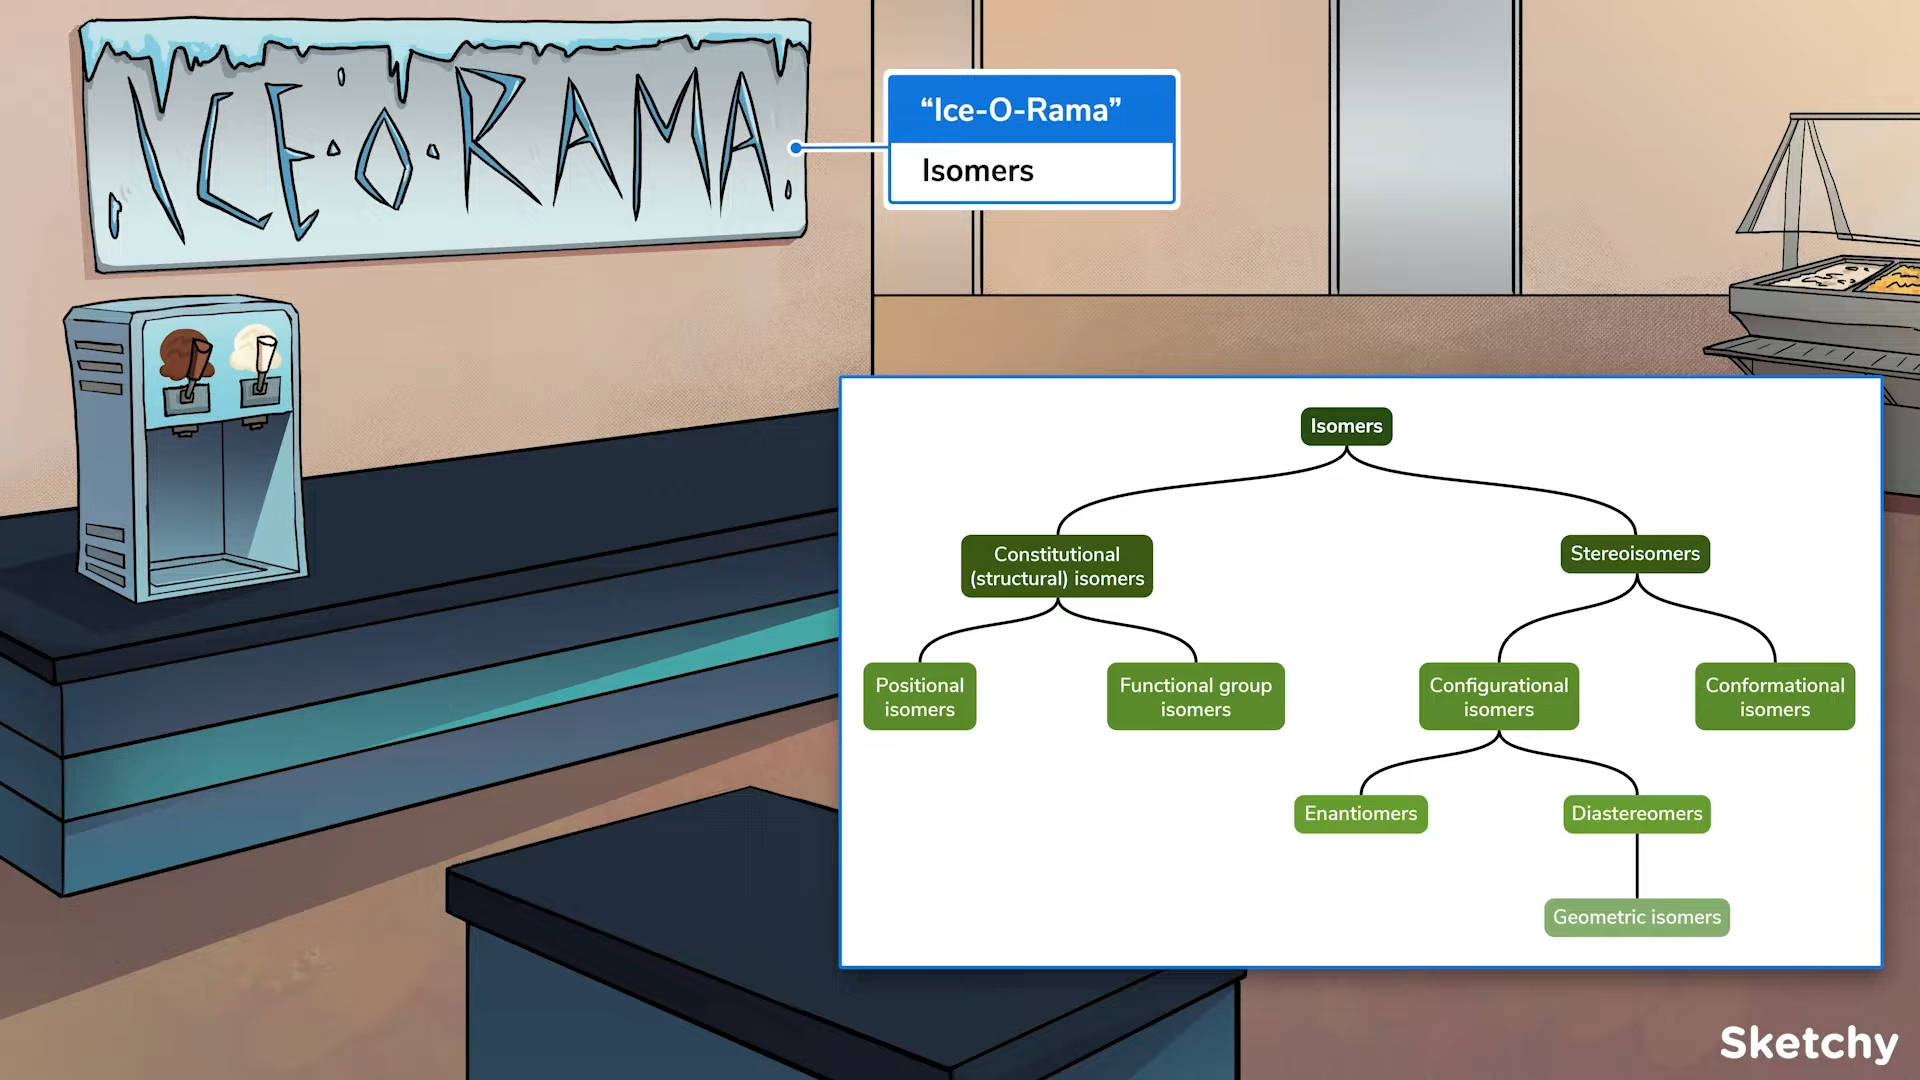 ICE·O·RAMA
“Ice-O-Rama”
Isomers
Isomers
Constitutional
(structural) isomers
Stereoisomers
Positional
isomers
Functional group
isomers
Configurational
isomers
Conformational
isomers
Enantiomers
Diastereomers
Geometric isomers
Sketchy